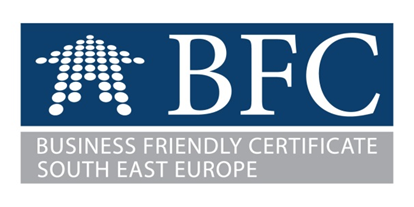 BFC
BUSINESS FRIENDLY CERTIFICATE
SOUTH EAST EUROPE